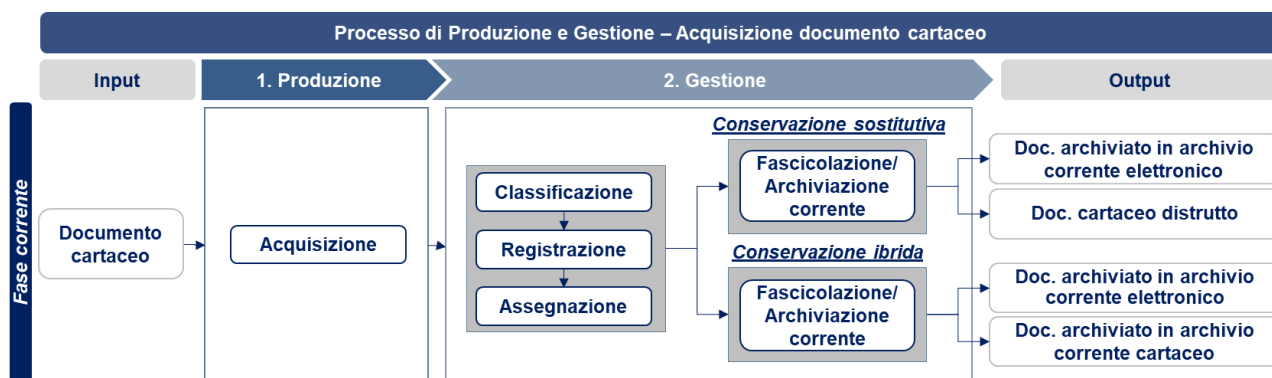 Processo di Produzione e Gestione – Acquisizione documento cartaceo
Input
1. Produzione
2. Gestione
Output
Fase corrente
Documento
cartaceo
Acquisizione
Classificazione
Registrazione
Assegnazione
Conservazione sostitutiva
Fascicolazione/
Archiviazione
corrente
Conservazione ibrida
Fascicolazione/
Archiviazione
corrente
Doc. archiviato in archivio
corrente elettronico
Doc. cartaceo distrutto
Doc. archiviato in archivio
corrente elettronico
Doc. archiviato in archivio
corrente cartaceo